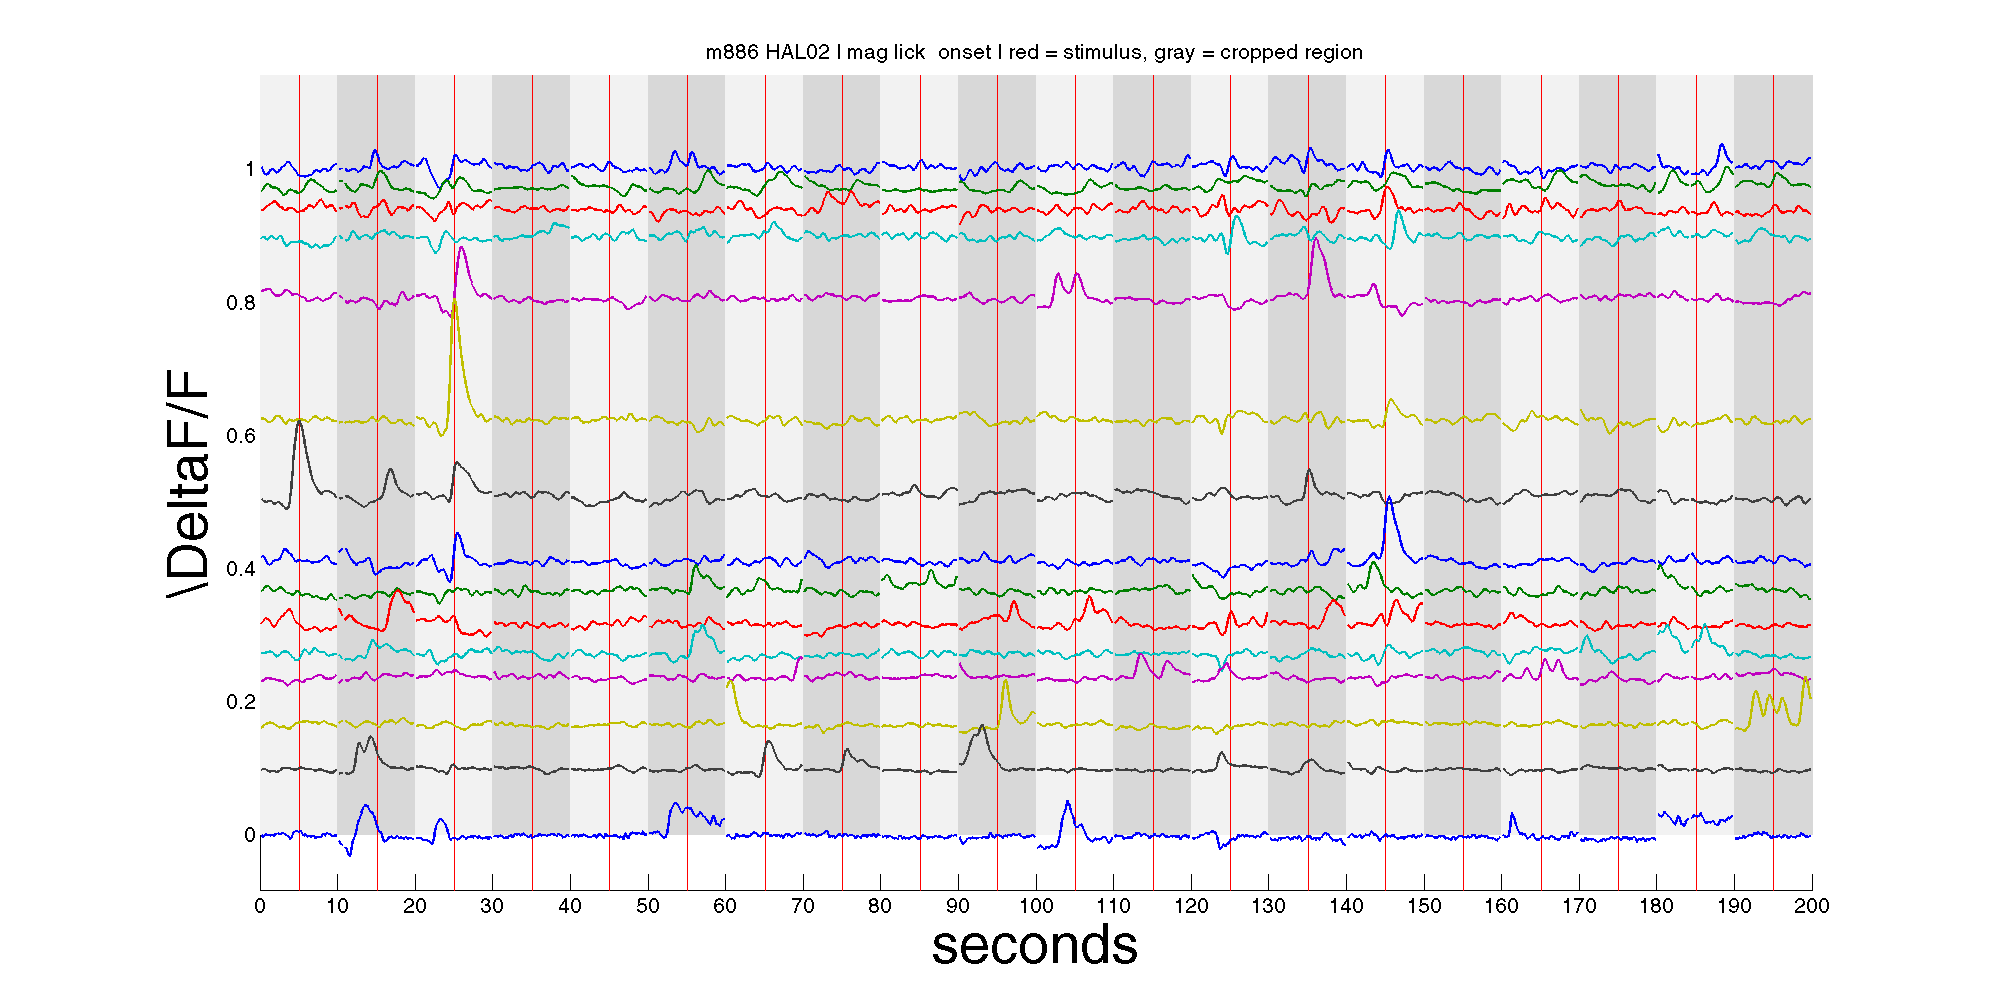 m886 HAL02 | mag lick  onset | red = stimulus, gray = cropped region
1
0.8
0.6
0.4
0.2
0
\DeltaF/F
0 10 20 30 40 50 60 70 80 90 100 110 120 130 140 150 160 170 180 190 200
seconds